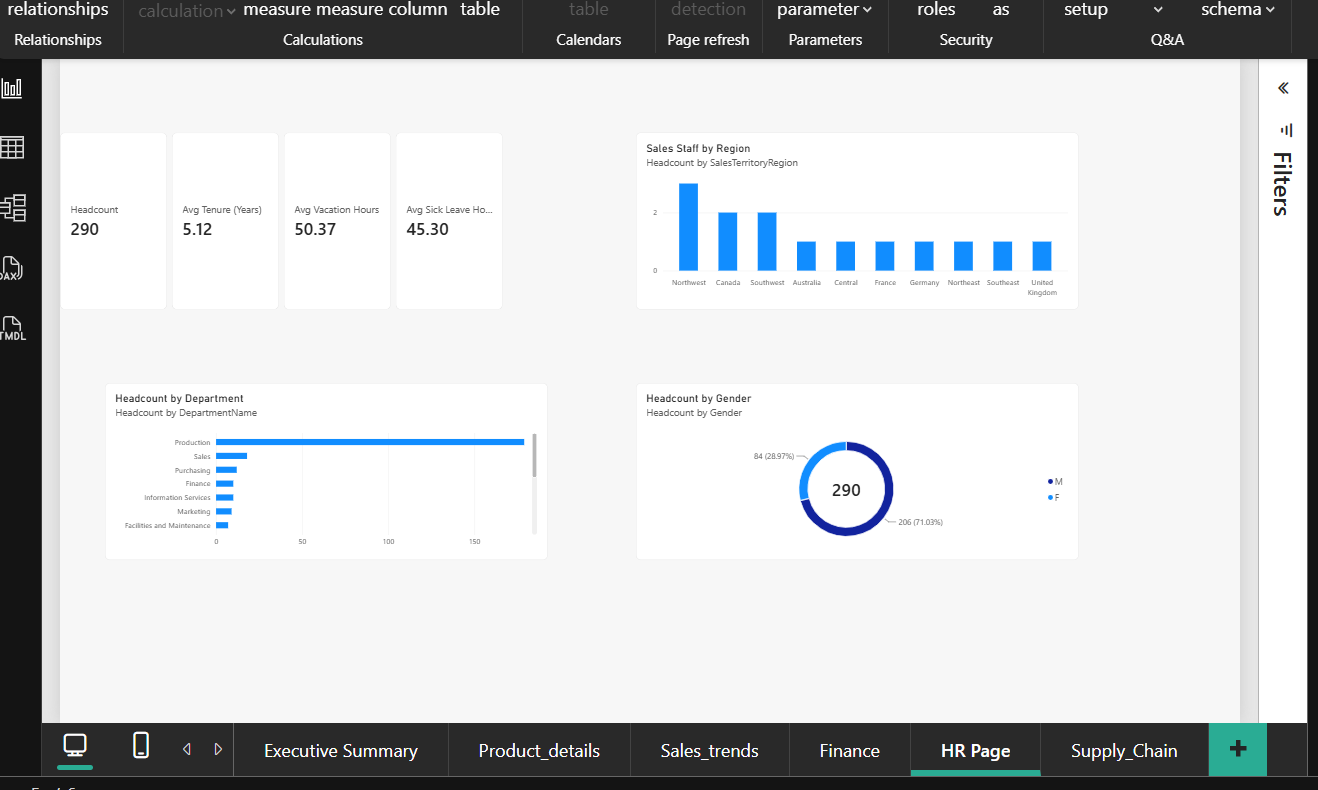 relationships
calculation
measure measure column table
table
detection
parameter
roles as
setup
schema
Relationships
Calculations
Calendars
Page refresh
Parameters
Security
Q&A
DAX
TMDL
Headcount
290
Avg Tenure (Years)
5.12
Avg Vacation Hours
50.37
Avg Sick Leave Ho...
45.30
Sales Staff by Region
Headcount by SalesTerritoryRegion
2
0
Northwest Canada Southwest Australia Central France Germany Northeast Southeast United
Kingdom
Headcount by Department
Headcount by DepartmentName
Production
Sales
Purchasing
Finance
Information Services
Marketing
Facilities and Maintenance
0 50 100 150
Headcount by Gender
Headcount by Gender
84 (28.97%)
290
206 (71.03%)
M
F
Filters
Executive Summary
Product_details
Sales_trends
Finance
HR Page
Supply_Chain